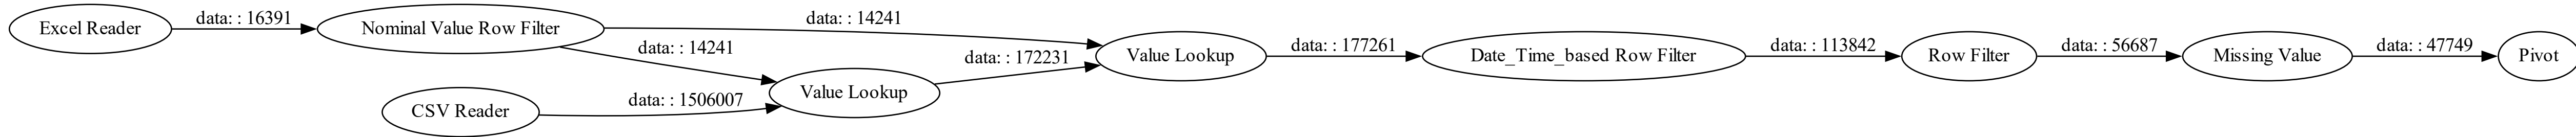 Excel Reader
data: : 16391
Nominal Value Row Filter
data: : 14241
data: : 14241
CSV Reader
data: : 1506007
Value Lookup
data: : 172231
Value Lookup
data: : 177261
Date_Time_based Row Filter
data: : 113842
Row Filter
data: : 56687
Missing Value
data: : 47749
Pivot